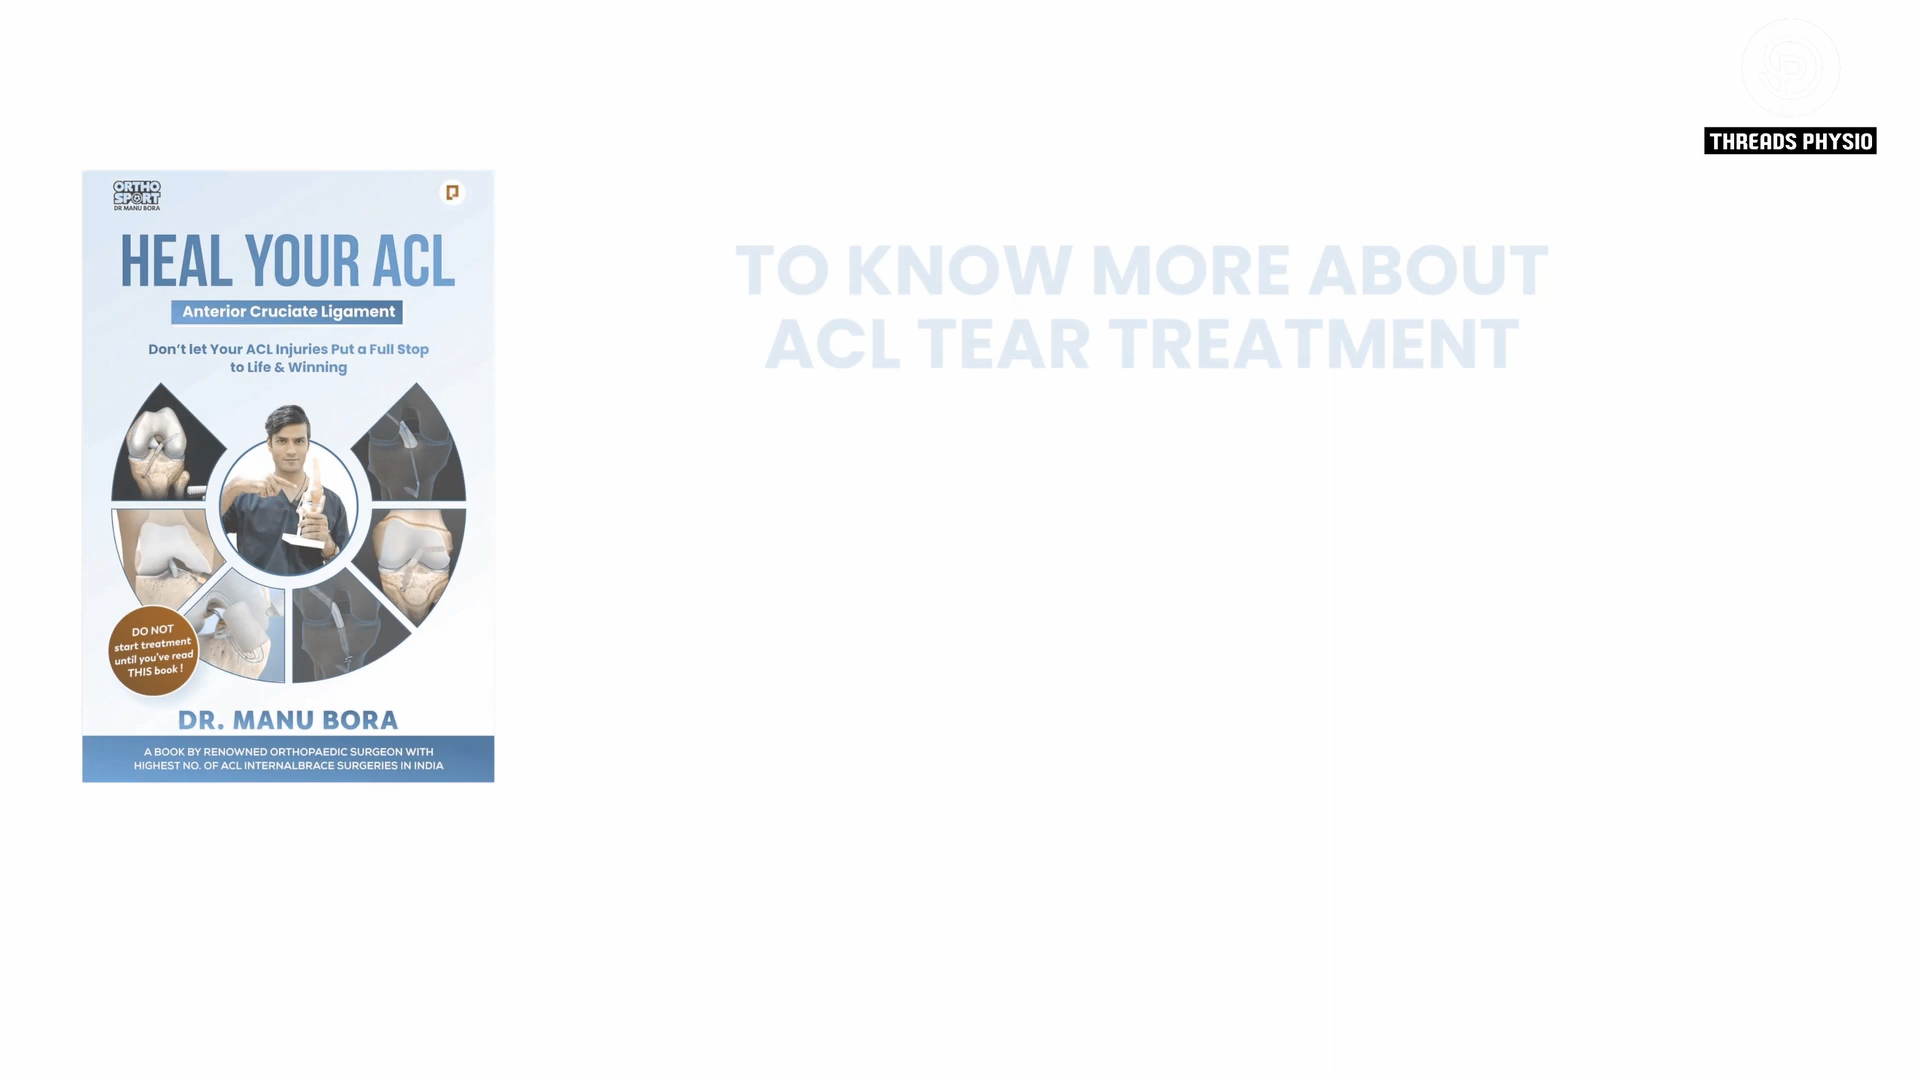 THREADS PHYSIO
ORTHO
SPORT
DR MANU BORA
HEAL YOUR ACL
Anterior Cruciate Ligament
Don't let Your ACL Injuries Put a Full Stop
to Life & Winning
DO NOT
start treatment
until you've read
THIS book !
DR. MANU BORA
A BOOK BY RENOWNED ORTHOPAEDIC SURGEON WITH
HIGHEST NO. OF ACL INTERNALBRACE SURGERIES IN INDIA
TO KNOW MORE ABOUT
ACL TEAR TREATMENT